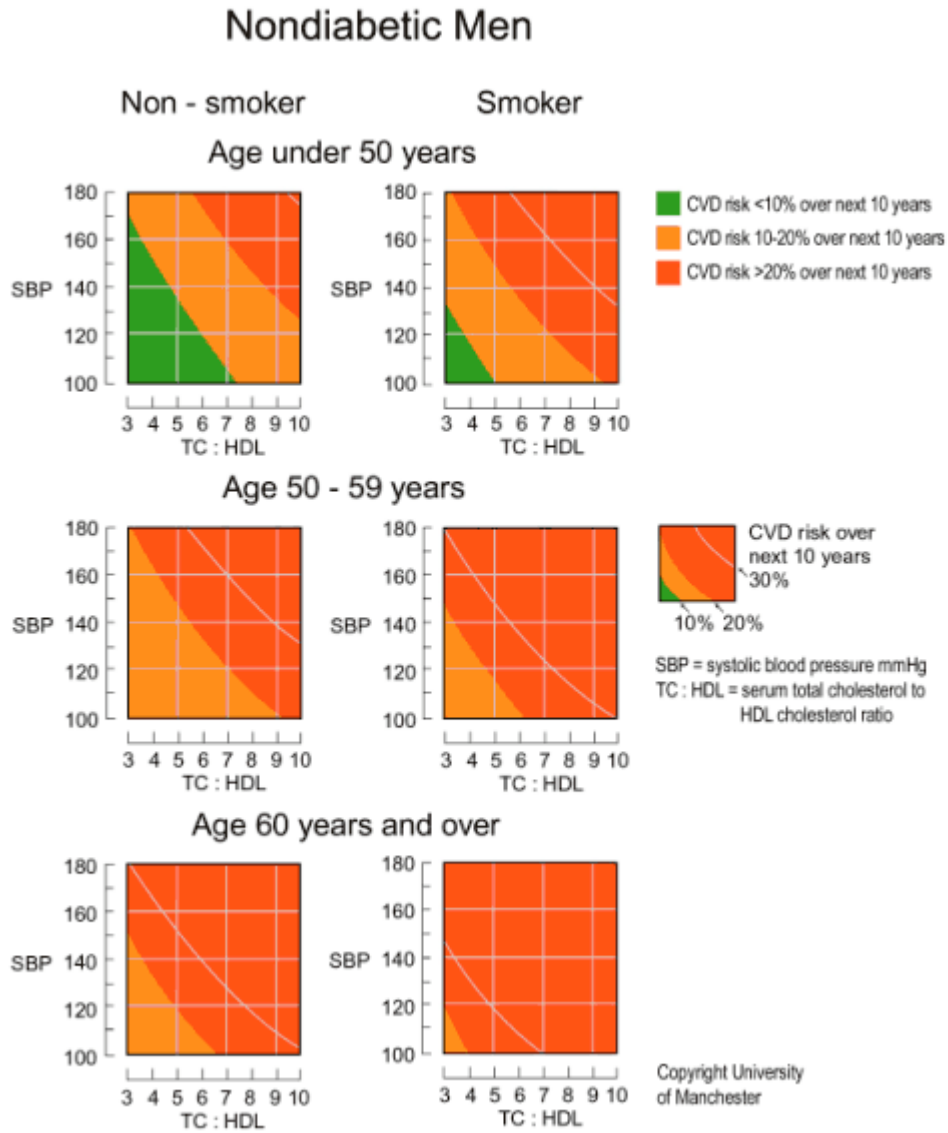 Nondiabetic Men
Non - smoker
Smoker
Age under 50 years
180
160
SBP 140
120
100
3 4 5 6 7 8 9 10
TC : HDL
180
160
SBP 140
120
100
3 4 5 6 7 8 9 10
TC : HDL
CVD risk <10% over next 10 years
CVD risk 10-20% over next 10 years
CVD risk >20% over next 10 years
Age 50 - 59 years
180
160
SBP 140
120
100
3 4 5 6 7 8 9 10
TC : HDL
180
160
SBP 140
120
100
3 4 5 6 7 8 9 10
TC : HDL
CVD risk over
next 10 years
30%
10% 20%
SBP = systolic blood pressure mmHg
TC : HDL = serum total cholesterol to
HDL cholesterol ratio
Age 60 years and over
180
160
SBP 140
120
100
3 4 5 6 7 8 9 10
TC : HDL
180
160
SBP 140
120
100
3 4 5 6 7 8 9 10
TC : HDL
Copyright University
of Manchester